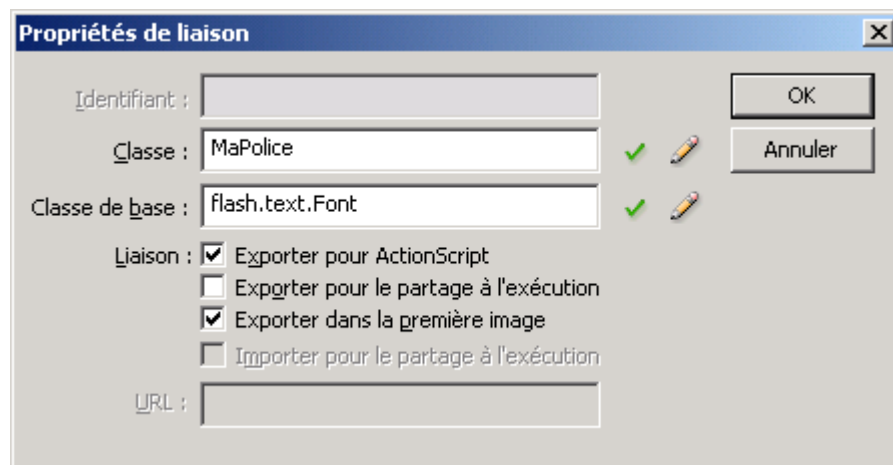 Propriétés de liaison
Identifiant :
OK
Classe : MaPolice
Annuler
Classe de base : flash.text.Font
Liaison : Exporter pour ActionScript
Exporter pour le partage à l'exécution
Exporter dans la première image
Importer pour le partage à l'exécution
URL :